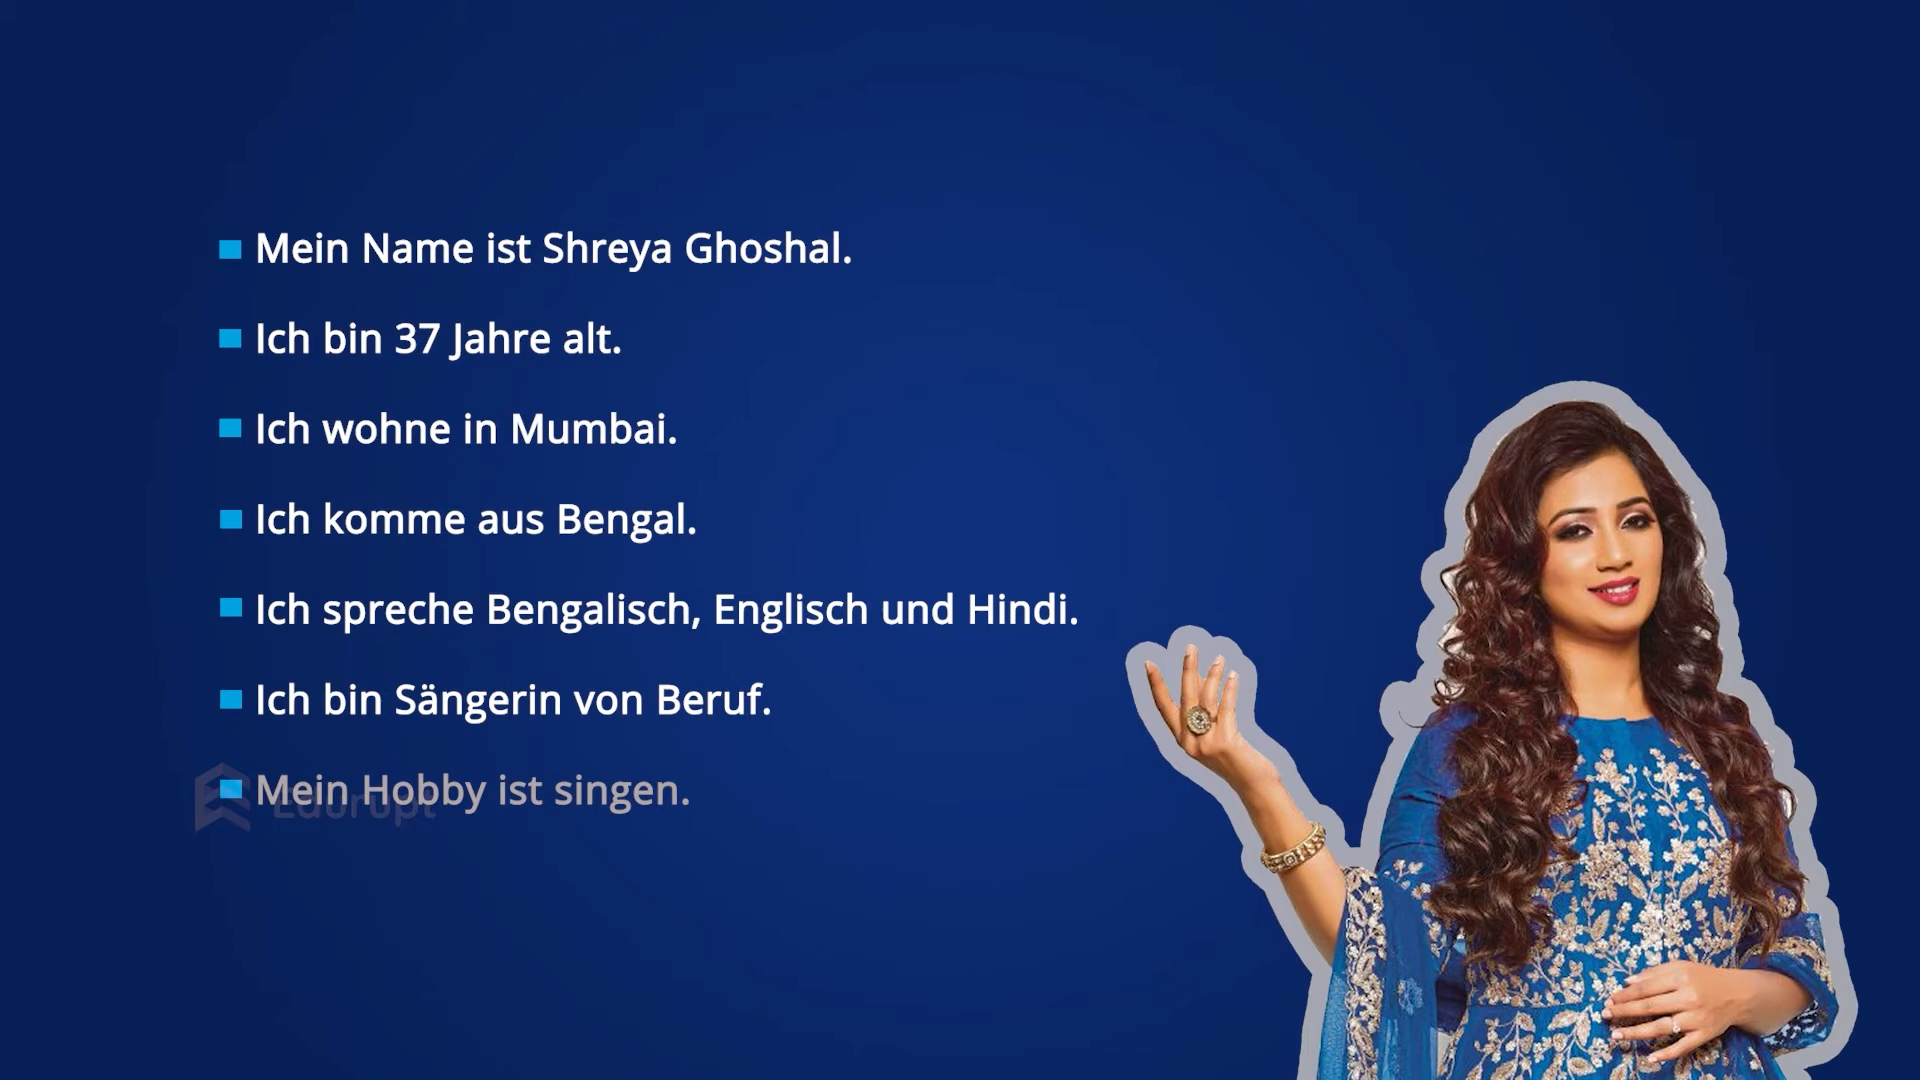 Mein Name ist Shreya Ghoshal.
Ich bin 37 Jahre alt.
Ich wohne in Mumbai.
Ich komme aus Bengal.
Ich spreche Bengalisch, Englisch und Hindi.
Ich bin Sängerin von Beruf.
Mein Hobby ist singen.
Edurupt